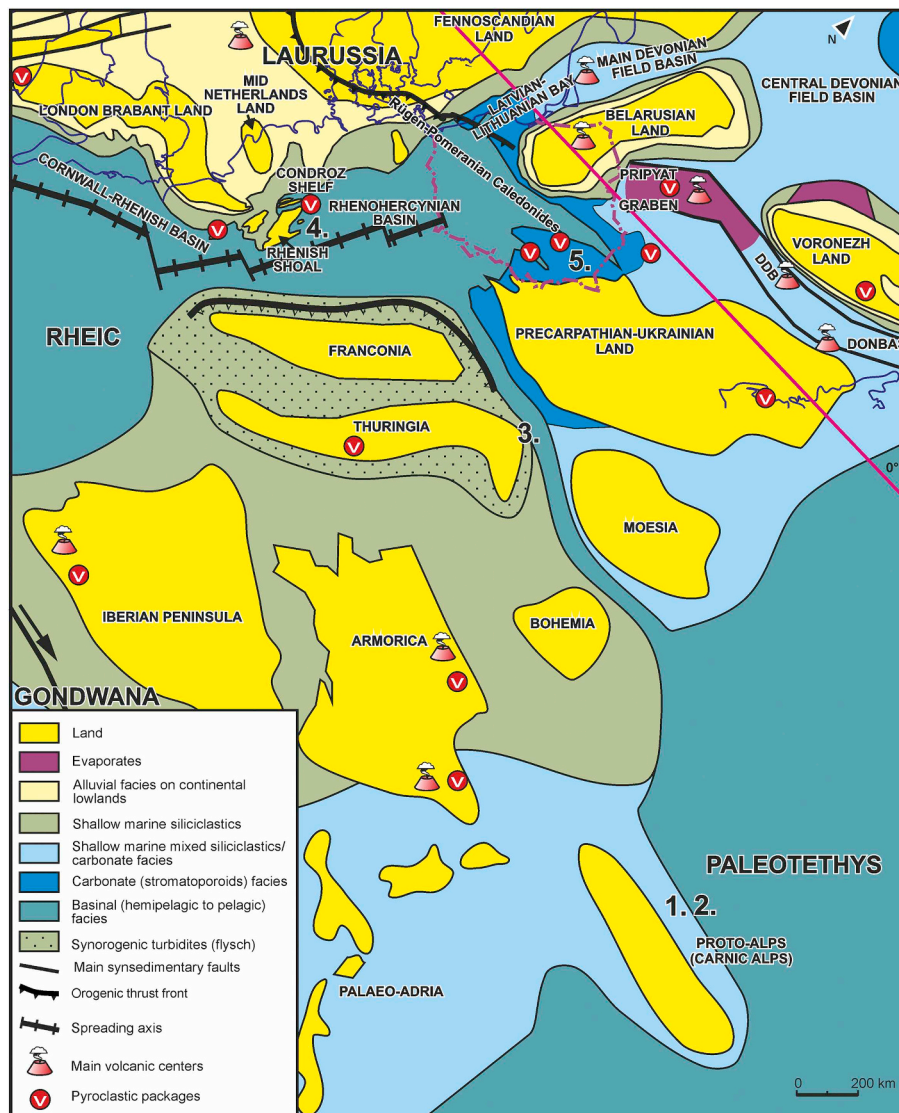 FENNOSCANDIAN
LAND
N
LAURUSSIA
MAIN DEVONIAN
FIELD BASIN
LATVIAN-
LITHUANIAN BAY
CENTRAL DEVONIAN
FIELD BASIN
V
MID
NETHERLANDS
LAND
LONDON BRABANT LAND
Rügen-Pomeranian Caledonides
BELARUSIAN
LAND
CONDROZ
SHELF
V
PRIPYAT
GRABEN
V
CORNWALL-RHENISH BASIN
V
4.
RHENOHERCYNIAN
BASIN
RHENISH
SHOAL
V
V
5.
V
VORONEZH
LAND
V
DDB
RHEIC
FRANCONIA
PRECARPATHIAN-UKRAINIAN
LAND
DONBAS
V
THURINGIA
V
3.
0°
MOESIA
V
IBERIAN PENINSULA
ARMORICA
V
BOHEMIA
GONDWANA
V
PALEOTETHYS
1. 2.
PROTO-ALPS
(CARNIC ALPS)
PALAEO-ADRIA
Land
Evaporates
Alluvial facies on continental
lowlands
Shallow marine siliciclastics
Shallow marine mixed siliciclastics/
carbonate facies
Carbonate (stromatoporoids) facies
Basinal (hemipelagic to pelagic)
facies
Synorogenic turbidites (flysch)
Main synsedimentary faults
Orogenic thrust front
Spreading axis
Main volcanic centers
V Pyroclastic packages
0 200 km